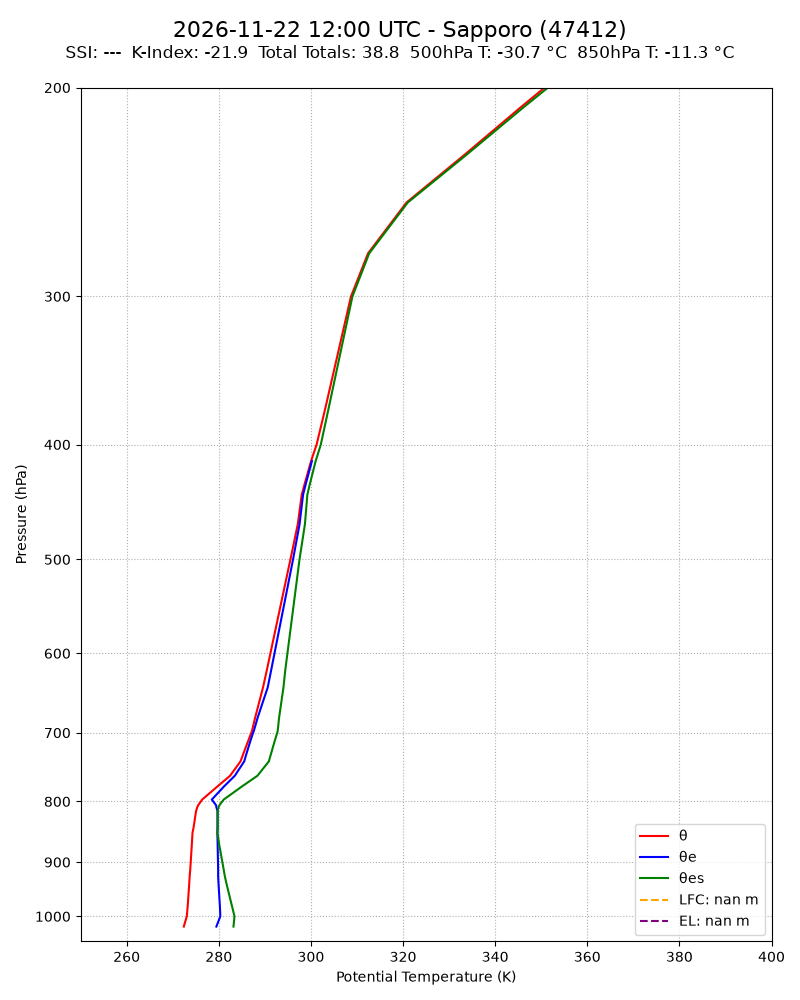 2026-11-22 12:00 UTC - Sapporo (47412)
SSI: ---  K-Index: -21.9  Total Totals: 38.8  500hPa T: -30.7 °C  850hPa T: -11.3 °C
200
300
400
500
600
700
800
900
1000
Pressure (hPa)
θ
θe
θes
LFC: nan m
EL: nan m
260 280 300 320 340 360 380 400
Potential Temperature (K)